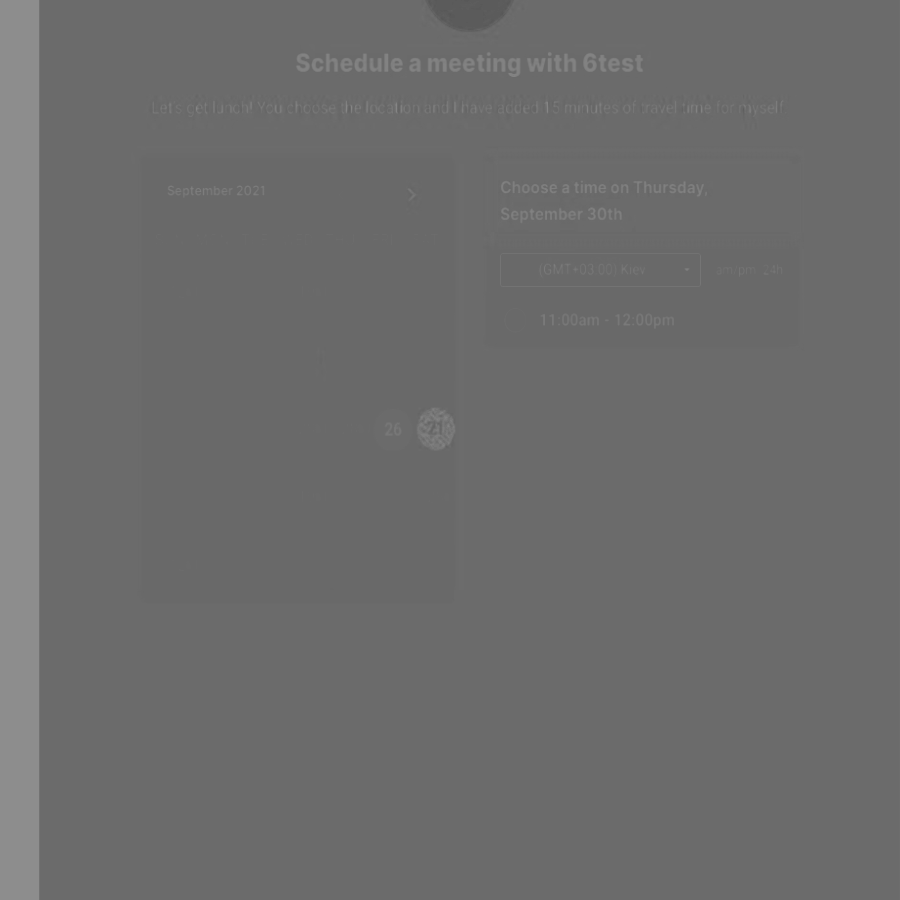 Schedule a meeting with 6test
Let's get lunch! You choose the location and I have added 15 minutes of travel time for myself
September 2021
Choose a time on Thursday,
September 30th
(GMT+03:00) Kiev
am/pm 24h
11:00am - 12:00pm
26